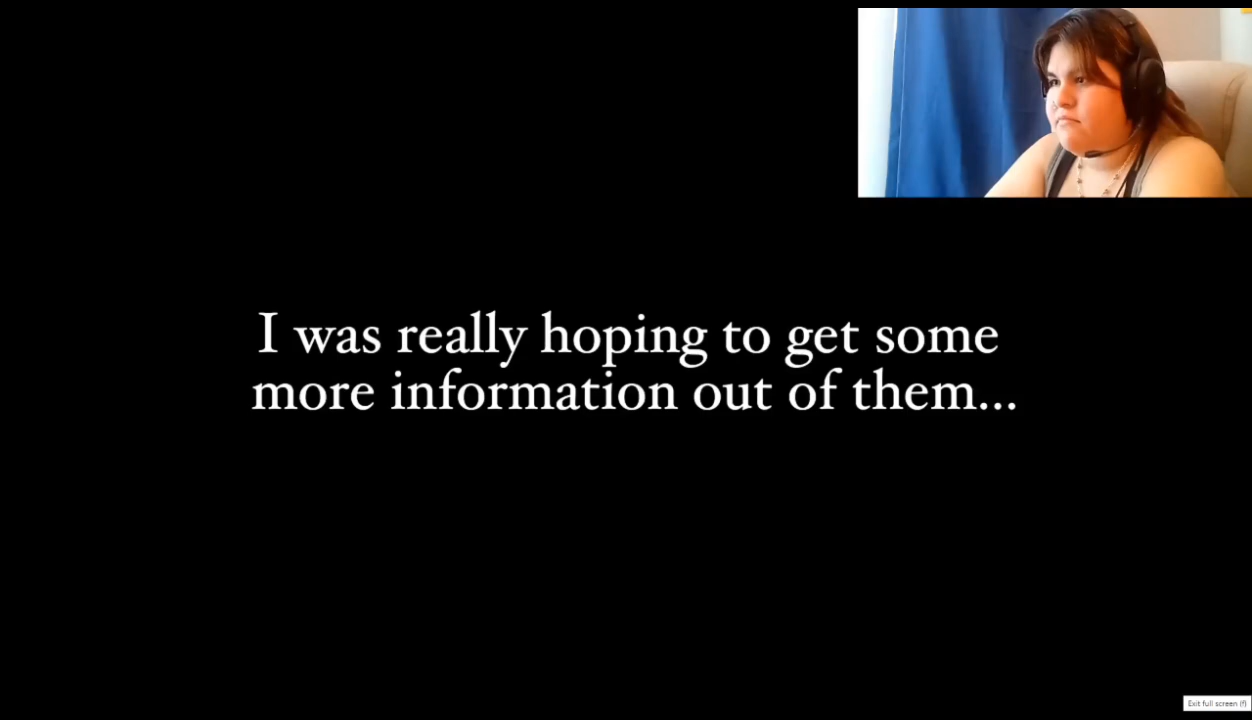 I was really hoping to get some
more information out of them...
Exit full screen (f)